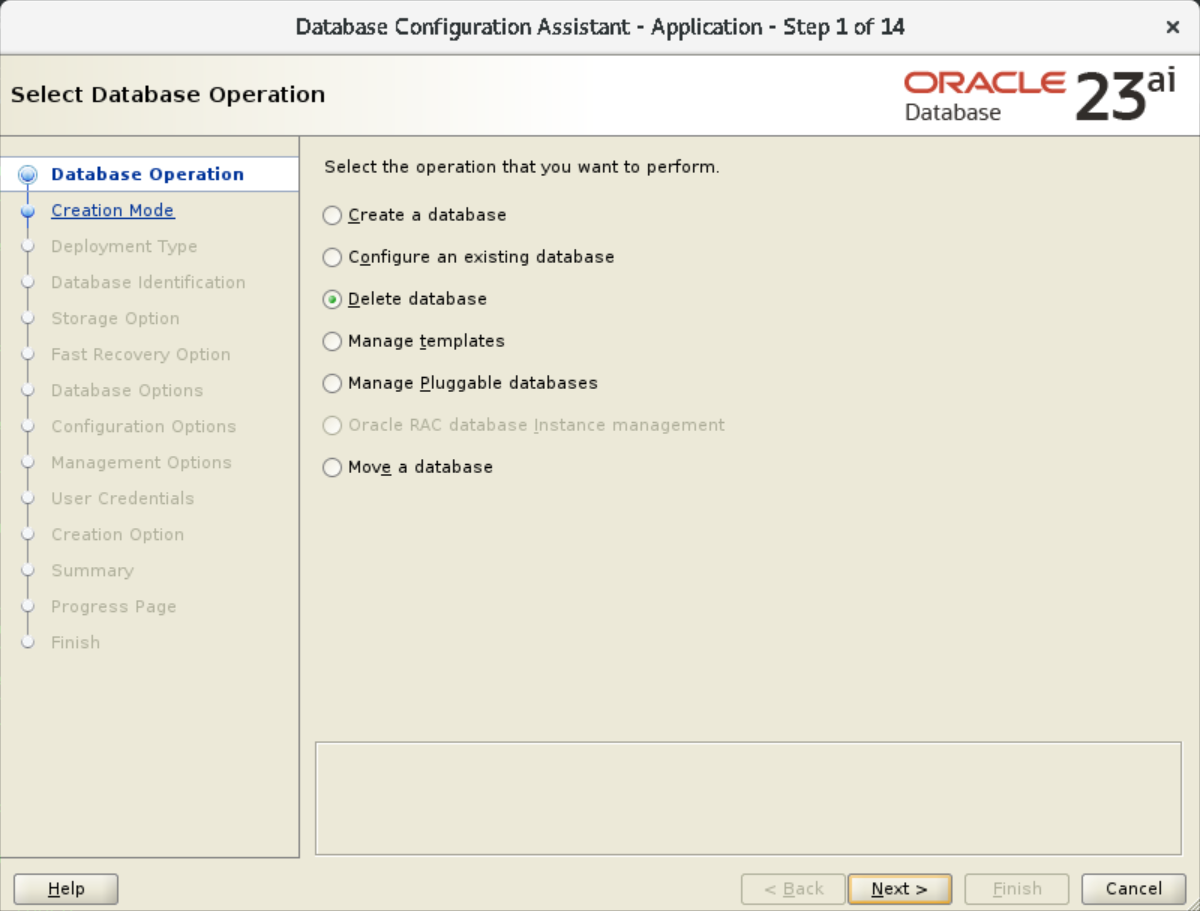 Database Configuration Assistant - Application - Step 1 of 14
Select Database Operation
ORACLE
Database
23ai
Database Operation
Creation Mode
Deployment Type
Database Identification
Storage Option
Fast Recovery Option
Database Options
Configuration Options
Management Options
User Credentials
Creation Option
Summary
Progress Page
Finish
Select the operation that you want to perform.
Create a database
Configure an existing database
Delete database
Manage templates
Manage Pluggable databases
Oracle RAC database Instance management
Move a database
Help
< Back
Next >
Finish
Cancel